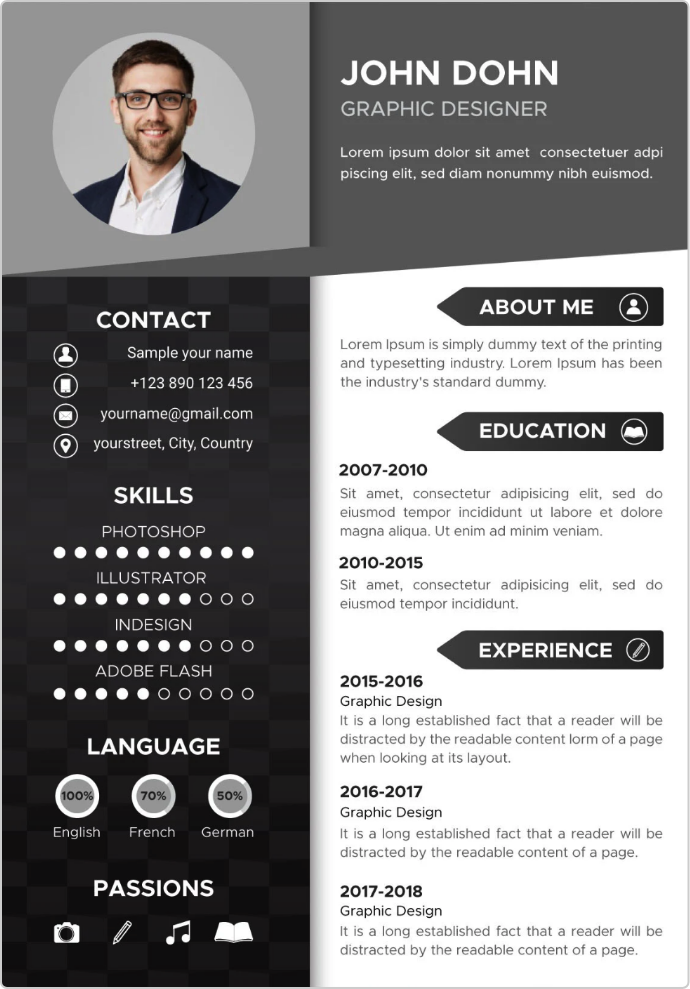 JOHN DOHN
GRAPHIC DESIGNER
Lorem ipsum dolor sit amet consectetuer adpi
piscing elit, sed diam nonummy nibh euismod.
CONTACT
Sample your name
+123 890 123 456
yourname@gmail.com
yourstreet, City, Country
SKILLS
PHOTOSHOP
ILLUSTRATOR
INDESIGN
ADOBE FLASH
LANGUAGE
100% 70% 50%
English French German
PASSIONS
ABOUT ME
Lorem Ipsum is simply dummy text of the printing
and typesetting industry. Lorem Ipsum has been
the industry's standard dummy.
EDUCATION
2007-2010
Sit amet, consectetur adipisicing elit, sed do
eiusmod tempor incididunt ut labore et dolore
magna aliqua. Ut enim ad minim veniam.
2010-2015
Sit amet, consectetur adipisicing elit, sed do
eiusmod tempor incididunt.
EXPERIENCE
2015-2016
Graphic Design
It is a long established fact that a reader will be
distracted by the readable content lorm of a page
when looking at its layout.
2016-2017
Graphic Design
It is a long established fact that a reader will be
distracted by the readable content of a page.
2017-2018
Graphic Design
It is a long established fact that a reader will be
distracted by the readable content of a page.